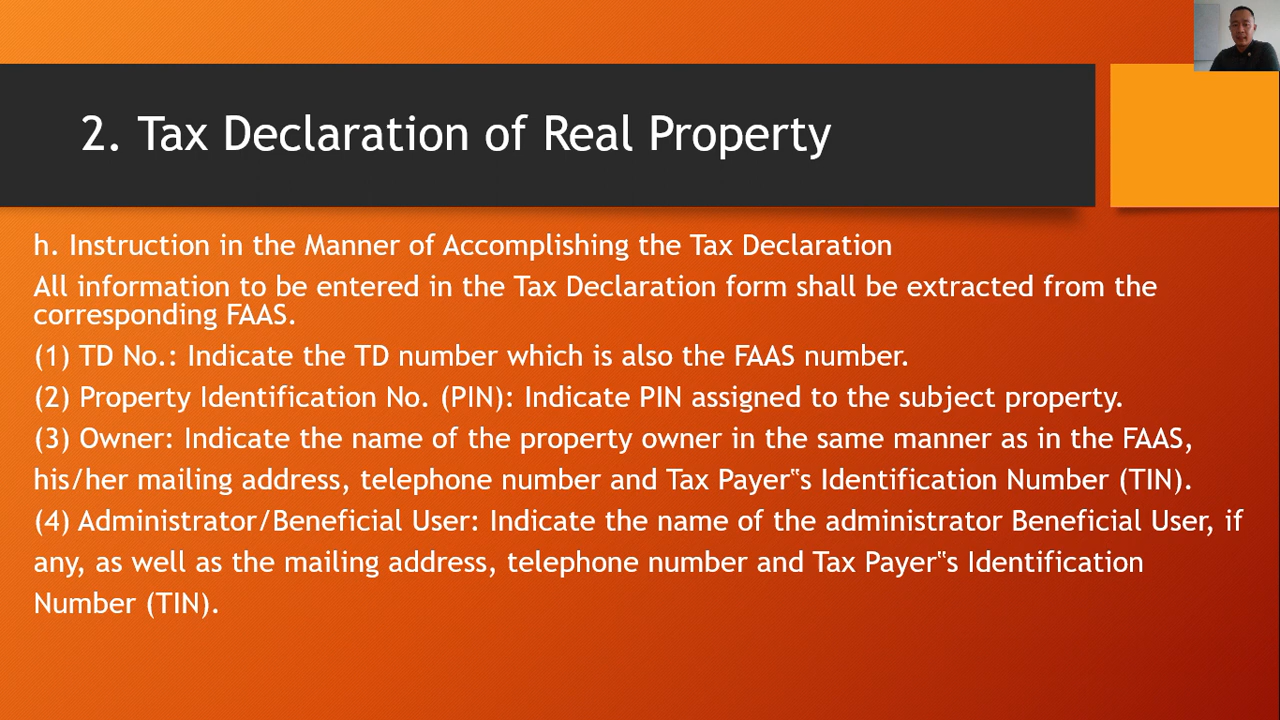 2. Tax Declaration of Real Property
h. Instruction in the Manner of Accomplishing the Tax Declaration
All information to be entered in the Tax Declaration form shall be extracted from the
corresponding FAAS.
(1) TD No.: Indicate the TD number which is also the FAAS number.
(2) Property Identification No. (PIN): Indicate PIN assigned to the subject property.
(3) Owner: Indicate the name of the property owner in the same manner as in the FAAS,
his/her mailing address, telephone number and Tax Payer‟s Identification Number (TIN).
(4) Administrator/Beneficial User: Indicate the name of the administrator Beneficial User, if
any, as well as the mailing address, telephone number and Tax Payer‟s Identification
Number (TIN).